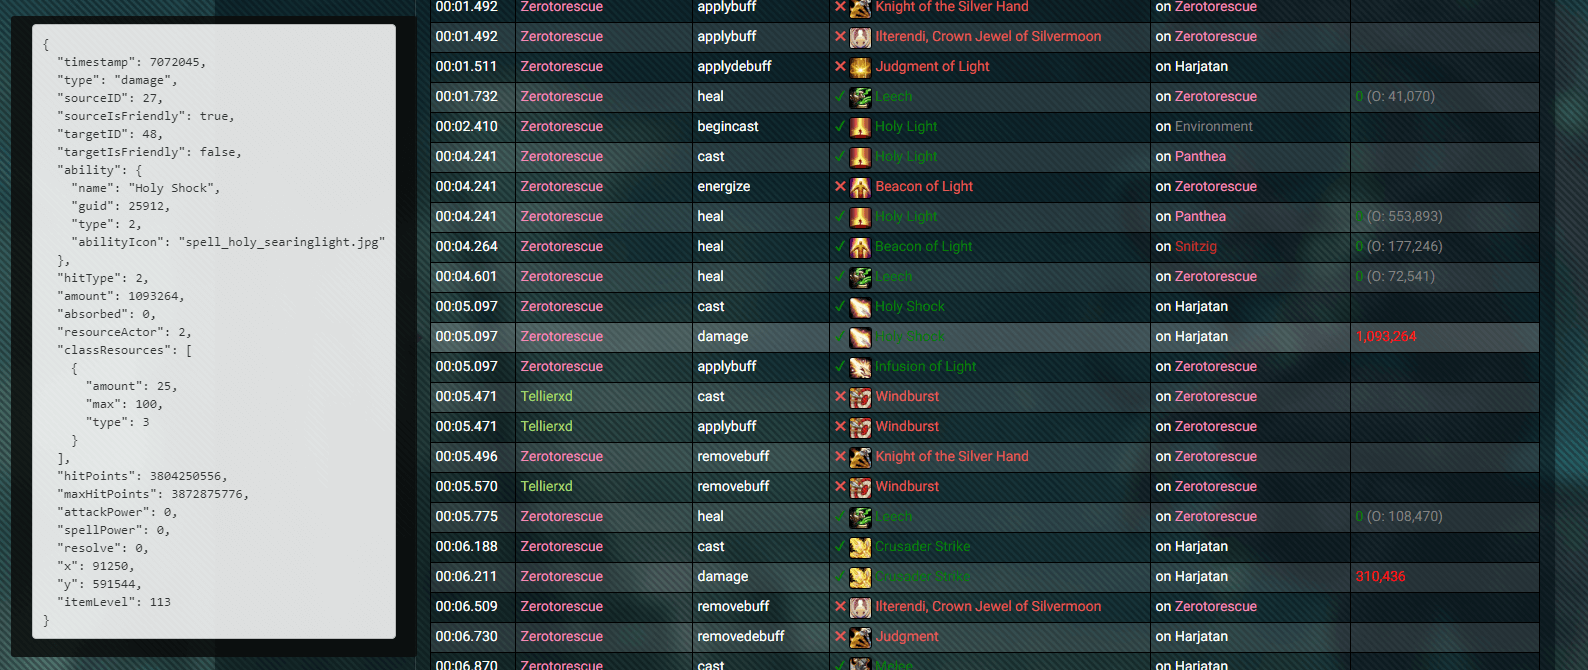 {
"timestamp": 7072045,
"type": "damage",
"sourceID": 27,
"sourceIsFriendly": true,
"targetID": 48,
"targetIsFriendly": false,
"ability": {
"name": "Holy Shock",
"guid": 25912,
"type": 2,
"abilityIcon": "spell_holy_searinglight.jpg"
},
"hitType": 2,
"amount": 1093264,
"absorbed": 0,
"resourceActor": 2,
"classResources": [
{
"amount": 25,
"max": 100,
"type": 3
}
],
"hitPoints": 3804250556,
"maxHitPoints": 3872875776,
"attackPower": 0,
"spellPower": 0,
"resolve": 0,
"x": 91250,
"y": 591544,
"itemLevel": 113
}
00:01.492 Zerotorescue applybuff Knight of the Silver Hand on Zerotorescue
00:01.492 Zerotorescue applybuff Ilterendi, Crown Jewel of Silvermoon on Zerotorescue
00:01.511 Zerotorescue applydebuff Judgment of Light on Harjatan
00:01.732 Zerotorescue heal Leech on Zerotorescue 0 (O: 41,070)
00:02.410 Zerotorescue begincast Holy Light on Environment
00:04.241 Zerotorescue cast Holy Light on Panthea
00:04.241 Zerotorescue energize Beacon of Light on Zerotorescue
00:04.241 Zerotorescue heal Holy Light on Panthea 0 (O: 553,893)
00:04.264 Zerotorescue heal Beacon of Light on Snitzig 0 (O: 177,246)
00:04.601 Zerotorescue heal Leech on Zerotorescue 0 (O: 72,541)
00:05.097 Zerotorescue cast Holy Shock on Harjatan
00:05.097 Zerotorescue damage Holy Shock on Harjatan 1,093,264
00:05.097 Zerotorescue applybuff Infusion of Light on Zerotorescue
00:05.471 Tellierxd cast Windburst on Zerotorescue
00:05.471 Tellierxd applybuff Windburst on Zerotorescue
00:05.496 Zerotorescue removebuff Knight of the Silver Hand on Zerotorescue
00:05.570 Tellierxd removebuff Windburst on Zerotorescue
00:05.775 Zerotorescue heal Leech on Zerotorescue 0 (O: 108,470)
00:06.188 Zerotorescue cast Crusader Strike on Harjatan
00:06.211 Zerotorescue damage Crusader Strike on Harjatan 310,436
00:06.509 Zerotorescue removebuff Ilterendi, Crown Jewel of Silvermoon on Zerotorescue
00:06.730 Zerotorescue removedebuff Judgment on Harjatan
00:06.870 Zerotorescue cast Melee on Harjatan